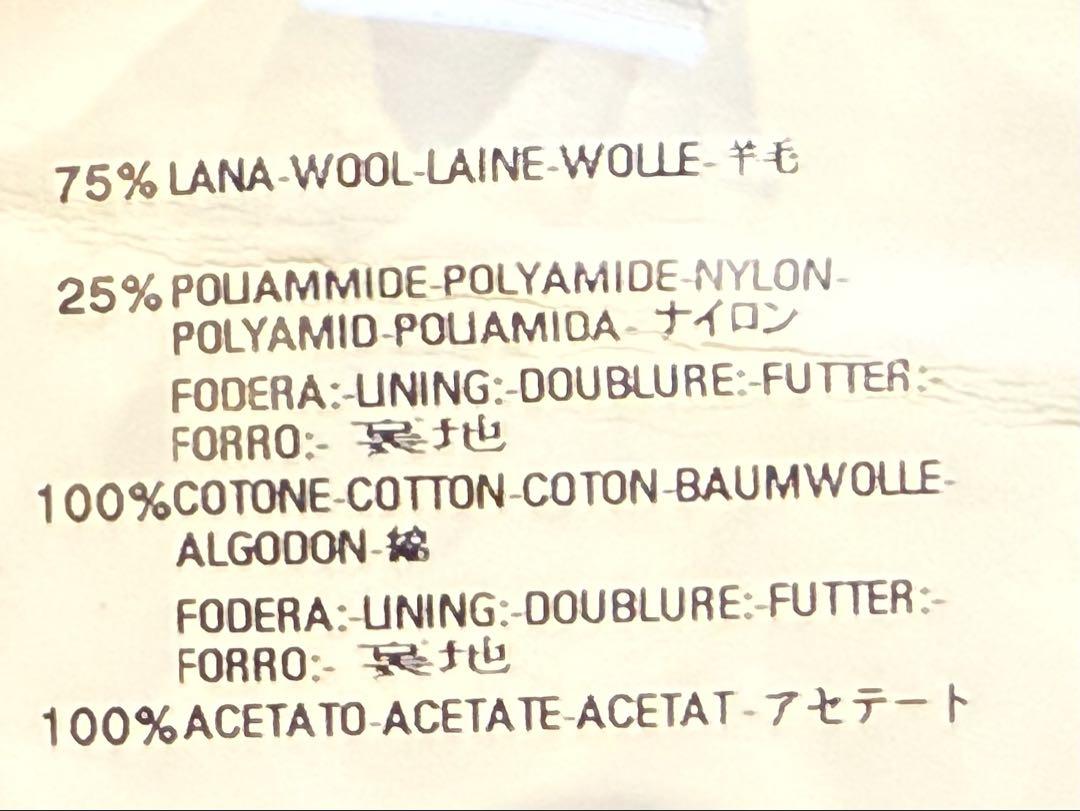 75% LANA-WOOL-LAINE-WOLLE-羊毛
25% POLIAMMIDE-POLYAMIDE-NYLON-
POLYAMID-POLIAMIDA-ナイロン
FODERA:-LINING:-DOUBLURE:-FUTTER:-
FORRO:- 裏地
100% COTONE-COTTON-COTON-BAUMWOLLE-
ALGODON-綿
FODERA:-LINING:-DOUBLURE:-FUTTER:-
FORRO:- 裏地
100% ACETATO-ACETATE-ACETAT-アセテート